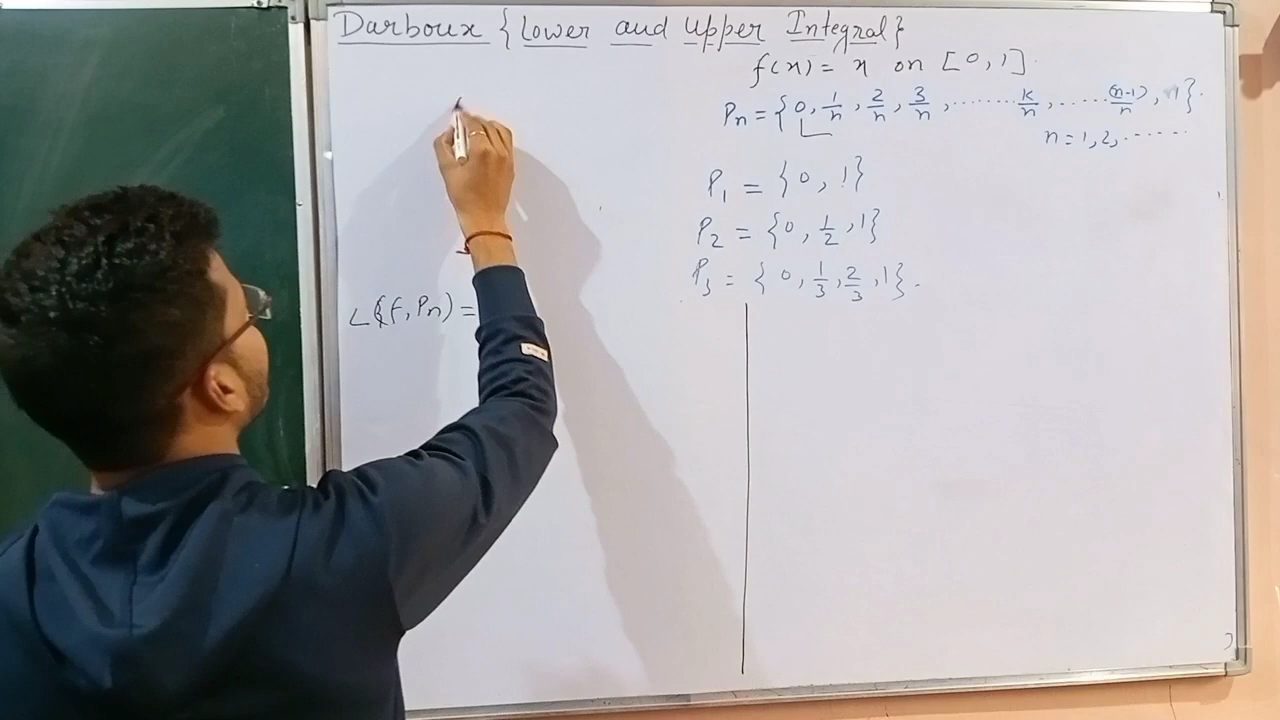 Darboux {Lower and Upper Integral}
f(x) = x on [0, 1].
Pn = {0, 1/n, 2/n, 3/n, ....... k/n, ..... (n-1)/n, 1}.
n = 1, 2, ......
P1 = {0, 1}
P2 = {0, 1/2, 1}
P3 = {0, 1/3, 2/3, 1}.
L(f, Pn) =